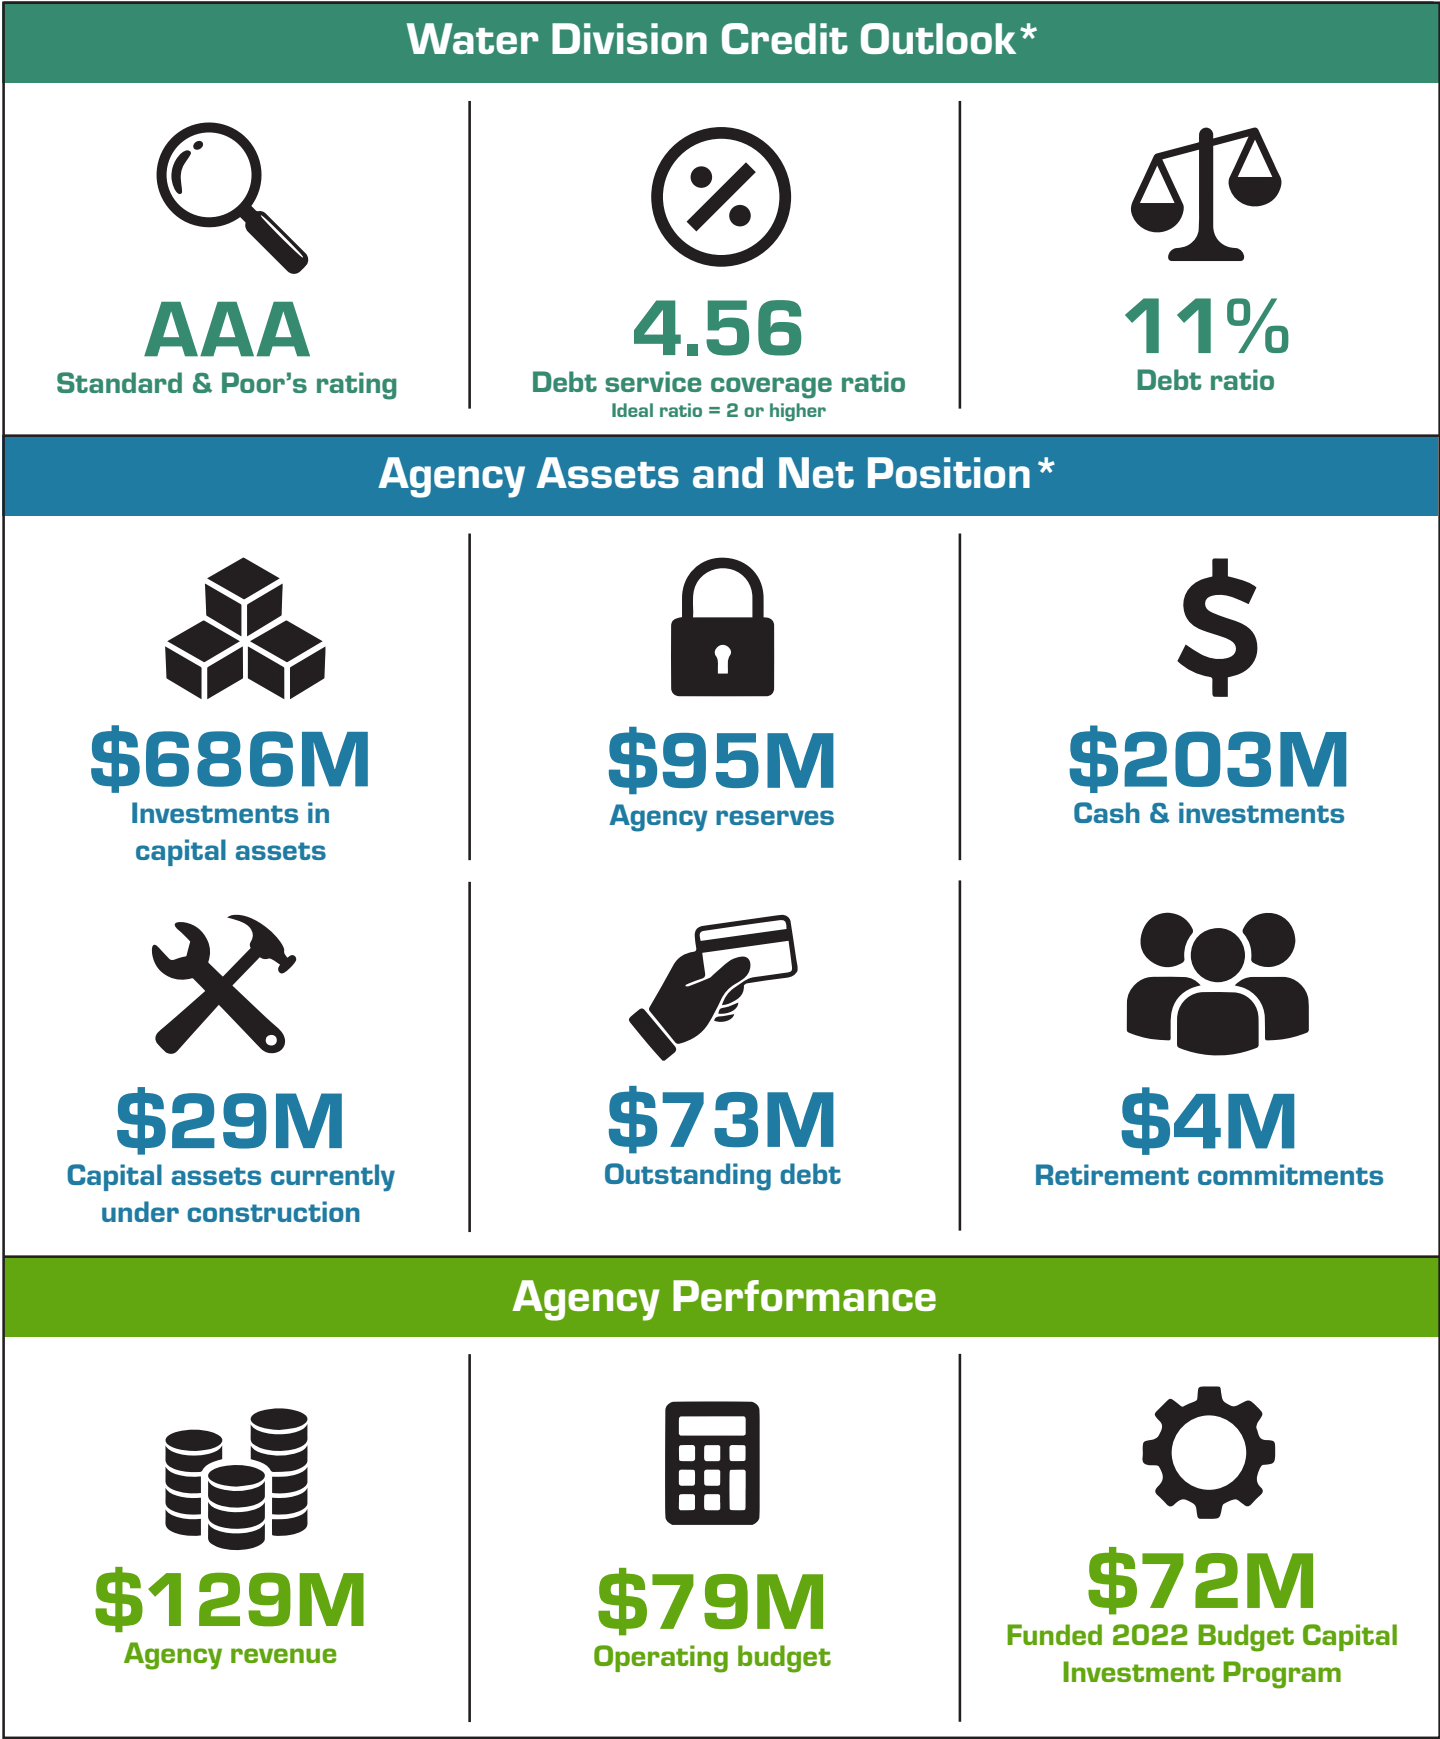 Water Division Credit Outlook*
AAA
Standard & Poor's rating
4.56
Debt service coverage ratio
Ideal ratio = 2 or higher
11%
Debt ratio
Agency Assets and Net Position*
$686M
Investments in
capital assets
$95M
Agency reserves
$203M
Cash & investments
$29M
Capital assets currently
under construction
$73M
Outstanding debt
$4M
Retirement commitments
Agency Performance
$129M
Agency revenue
$79M
Operating budget
$72M
Funded 2022 Budget Capital
Investment Program